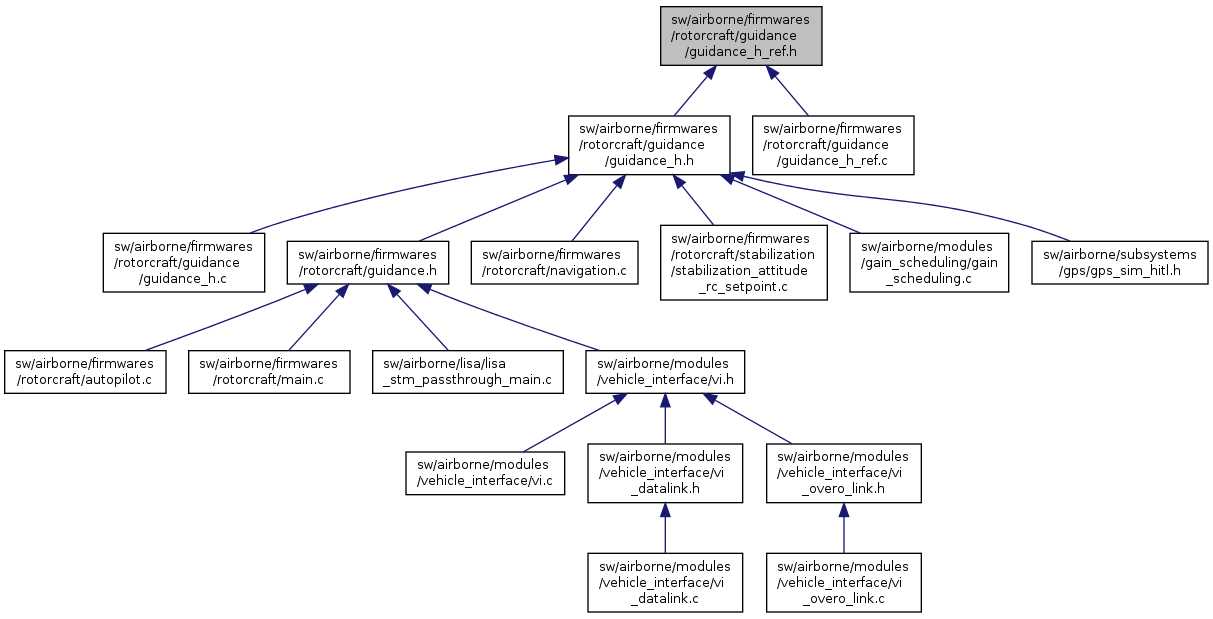 sw/airborne/firmwares
/rotorcraft/guidance
/guidance_h_ref.h
sw/airborne/firmwares
/rotorcraft/guidance
/guidance_h.h
sw/airborne/firmwares
/rotorcraft/guidance
/guidance_h_ref.c
sw/airborne/firmwares
/rotorcraft/guidance
/guidance_h.c
sw/airborne/firmwares
/rotorcraft/guidance.h
sw/airborne/firmwares
/rotorcraft/navigation.c
sw/airborne/firmwares
/rotorcraft/stabilization
/stabilization_attitude
_rc_setpoint.c
sw/airborne/modules
/gain_scheduling/gain
_scheduling.c
sw/airborne/subsystems
/gps/gps_sim_hitl.h
sw/airborne/firmwares
/rotorcraft/autopilot.c
sw/airborne/firmwares
/rotorcraft/main.c
sw/airborne/lisa/lisa
_stm_passthrough_main.c
sw/airborne/modules
/vehicle_interface/vi.h
sw/airborne/modules
/vehicle_interface/vi.c
sw/airborne/modules
/vehicle_interface/vi
_datalink.h
sw/airborne/modules
/vehicle_interface/vi
_overo_link.h
sw/airborne/modules
/vehicle_interface/vi
_datalink.c
sw/airborne/modules
/vehicle_interface/vi
_overo_link.c